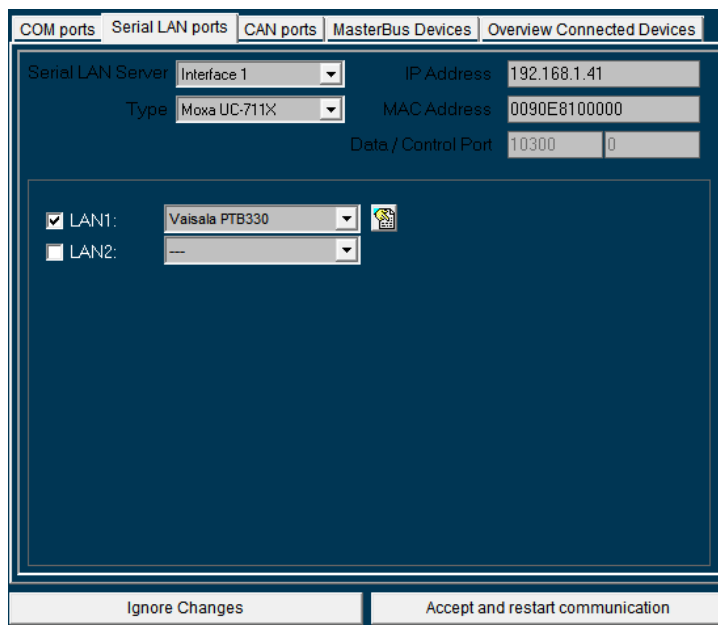 COM ports Serial LAN ports CAN ports MasterBus Devices Overview Connected Devices
Serial LAN Server Interface 1 IP Address 192.168.1.41
Type Moxa UC-711X MAC Address 0090E8100000
Data / Control Port 10300 0
LAN1: Vaisala PTB330
LAN2: ---
Ignore Changes Accept and restart communication